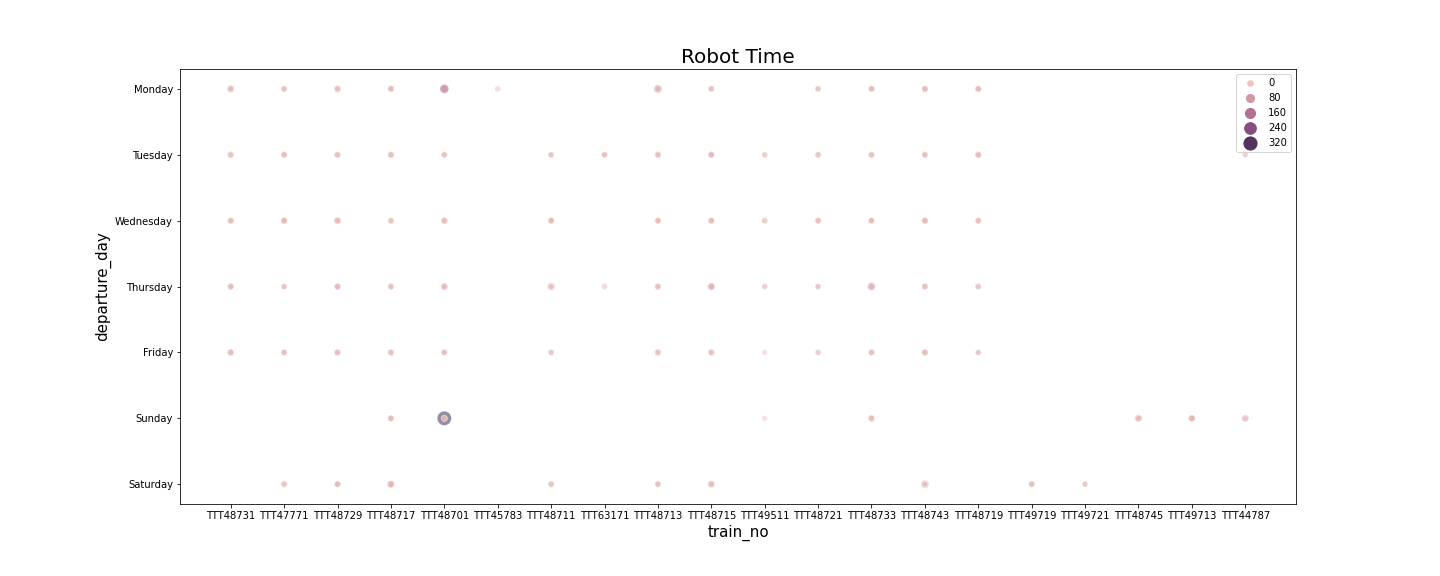 Robot Time
departure_day
Monday
Tuesday
Wednesday
Thursday
Friday
Sunday
Saturday
0
80
160
240
320
TTT48731 TTT47771 TTT48729 TTT48717 TTT48701 TTT45783 TTT48711 TTT63171 TTT48713 TTT48715 TTT49511 TTT48721 TTT48733 TTT48743 TTT48719 TTT49719 TTT49721 TTT48745 TTT49713 TTT44787
train_no